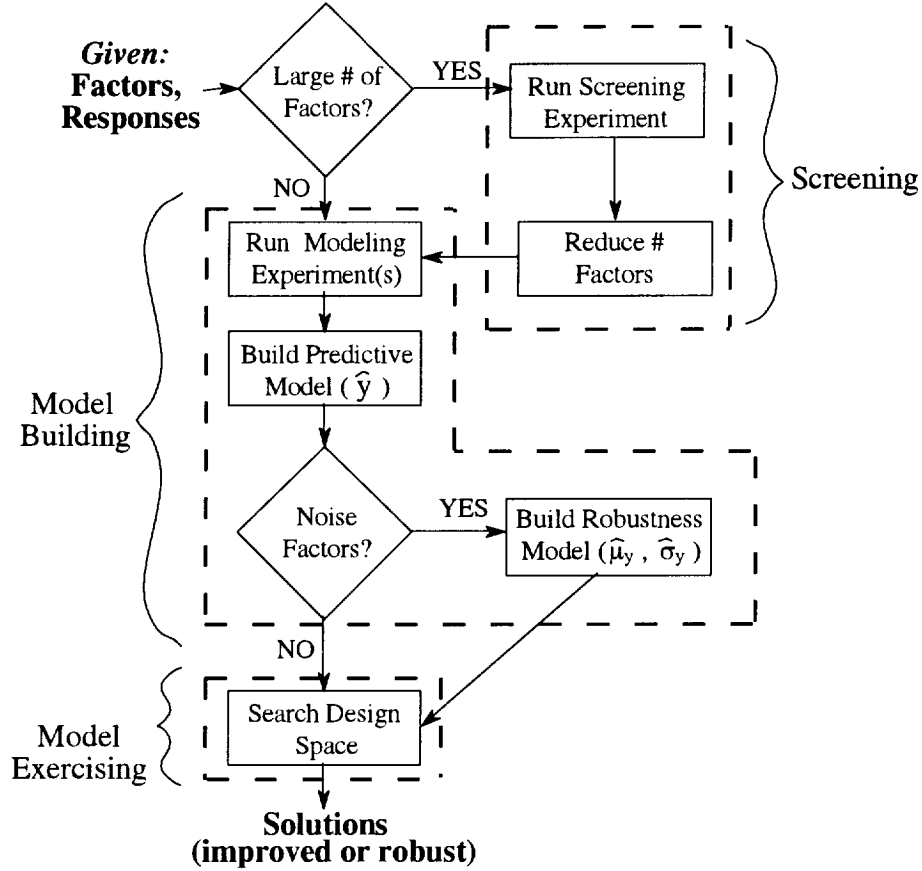 Given:
Factors,
Responses
Large # of
Factors?
YES
Run Screening
Experiment
Screening
NO
Run Modeling
Experiment(s)
Reduce #
Factors
Build Predictive
Model ( ŷ )
Model
Building
Noise
Factors?
YES
Build Robustness
Model (μ̂y , σ̂y )
NO
Search Design
Space
Model
Exercising
Solutions
(improved or robust)